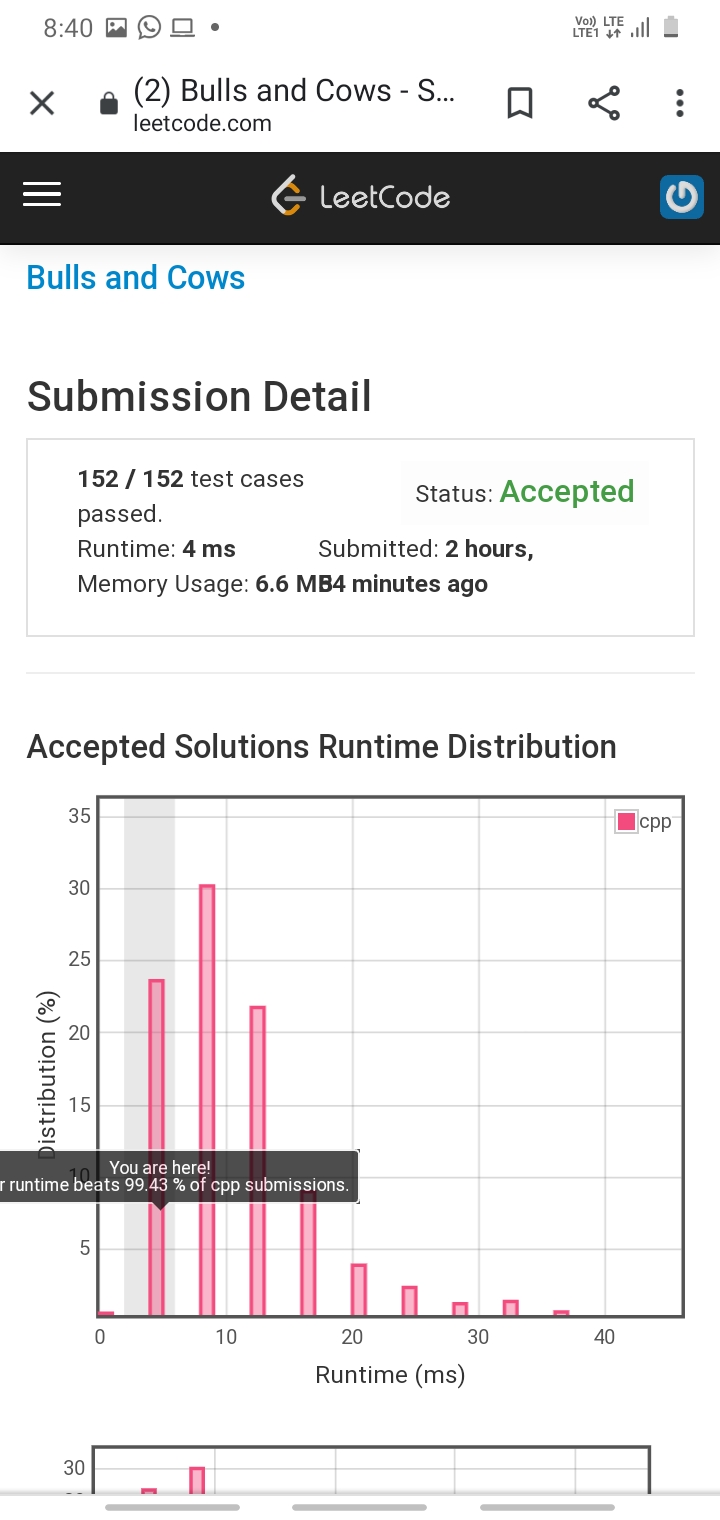 8:40
Vo)) LTE
LTE1
(2) Bulls and Cows - S...
leetcode.com
LeetCode
Bulls and Cows
Submission Detail
152 / 152 test cases
passed.
Status: Accepted
Runtime: 4 ms
Submitted: 2 hours,
Memory Usage: 6.6 MB
54 minutes ago
Accepted Solutions Runtime Distribution
35
cpp
30
25
20
15
10
5
Distribution (%)
You are here!
r runtime beats 99.43 % of cpp submissions.
0 10 20 30 40
Runtime (ms)
30